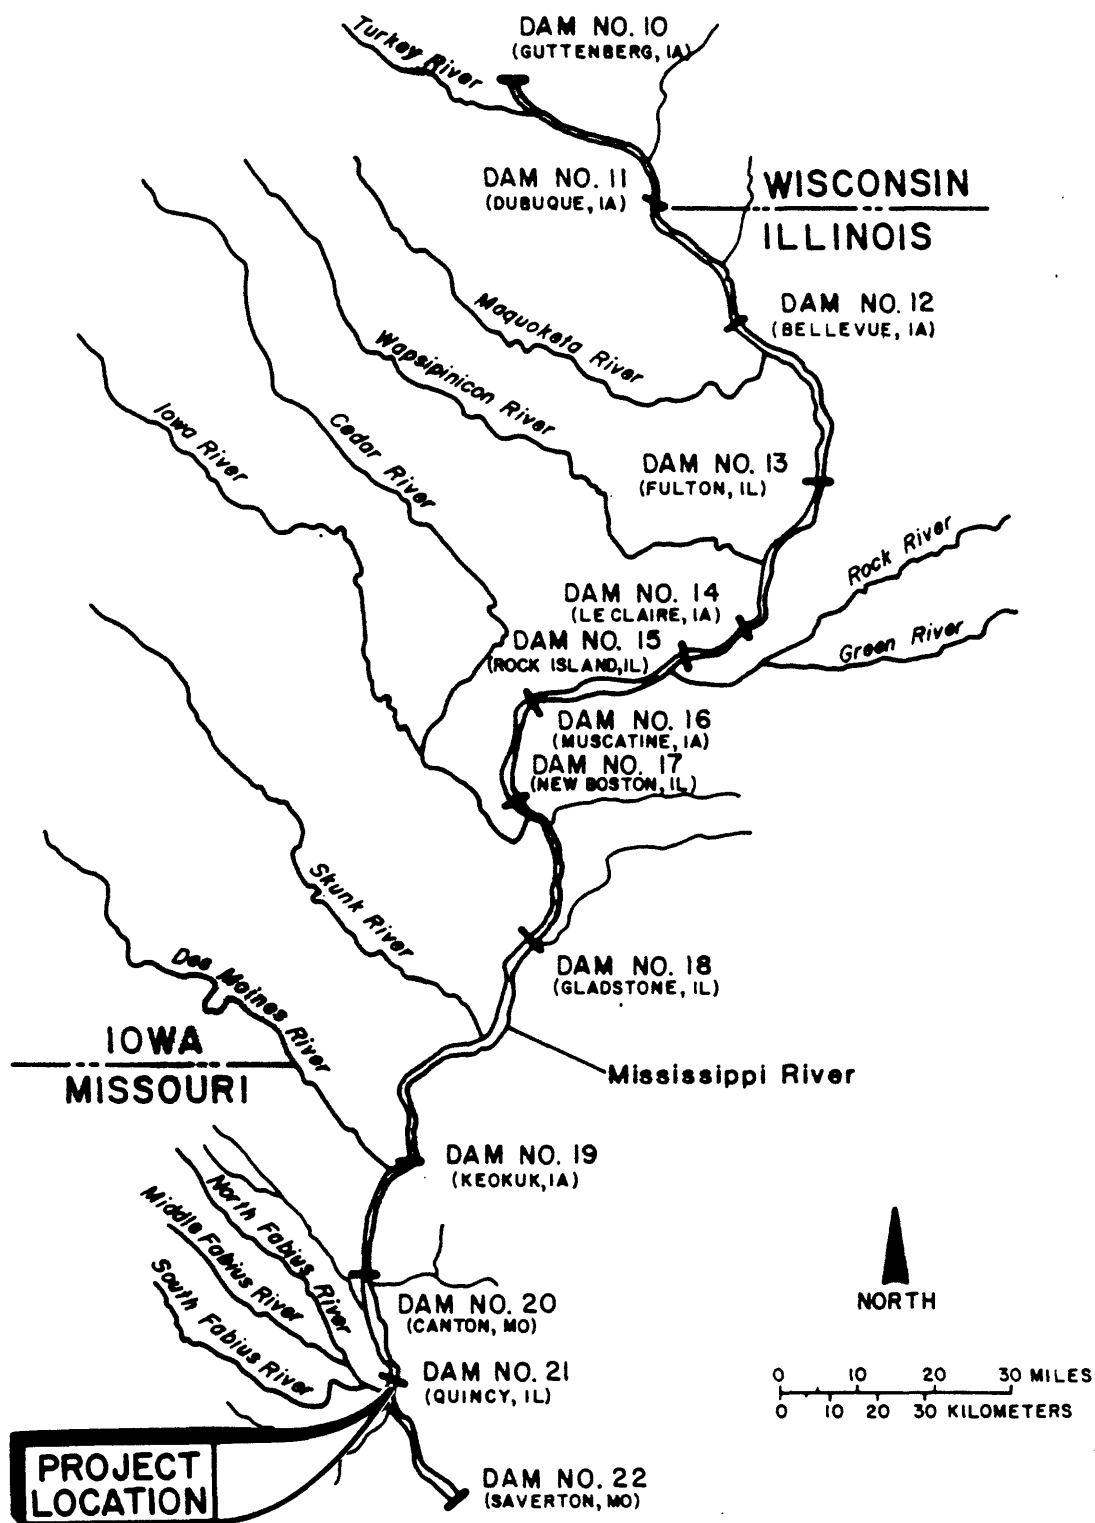 Turkey River
DAM NO. 10
(GUTTENBERG, IA)
DAM NO. 11
(DUBUQUE, IA)
WISCONSIN
ILLINOIS
DAM NO. 12
(BELLEVUE, IA)
Maquoketa River
Wapsipinicon River
Cedar River
Iowa River
DAM NO. 13
(FULTON, IL)
Rock River
Green River
DAM NO. 14
(LE CLAIRE, IA)
DAM NO. 15
(ROCK ISLAND, IL)
DAM NO. 16
(MUSCATINE, IA)
DAM NO. 17
(NEW BOSTON, IL)
Skunk River
Des Moines River
DAM NO. 18
(GLADSTONE, IL)
IOWA
MISSOURI
Mississippi River
DAM NO. 19
(KEOKUK, IA)
North Fabius River
Middle Fabius River
South Fabius River
NORTH
DAM NO. 20
(CANTON, MO)
DAM NO. 21
(QUINCY, IL)
0 10 20 30 MILES
0 10 20 30 KILOMETERS
PROJECT
LOCATION
DAM NO. 22
(SAVERTON, MO)